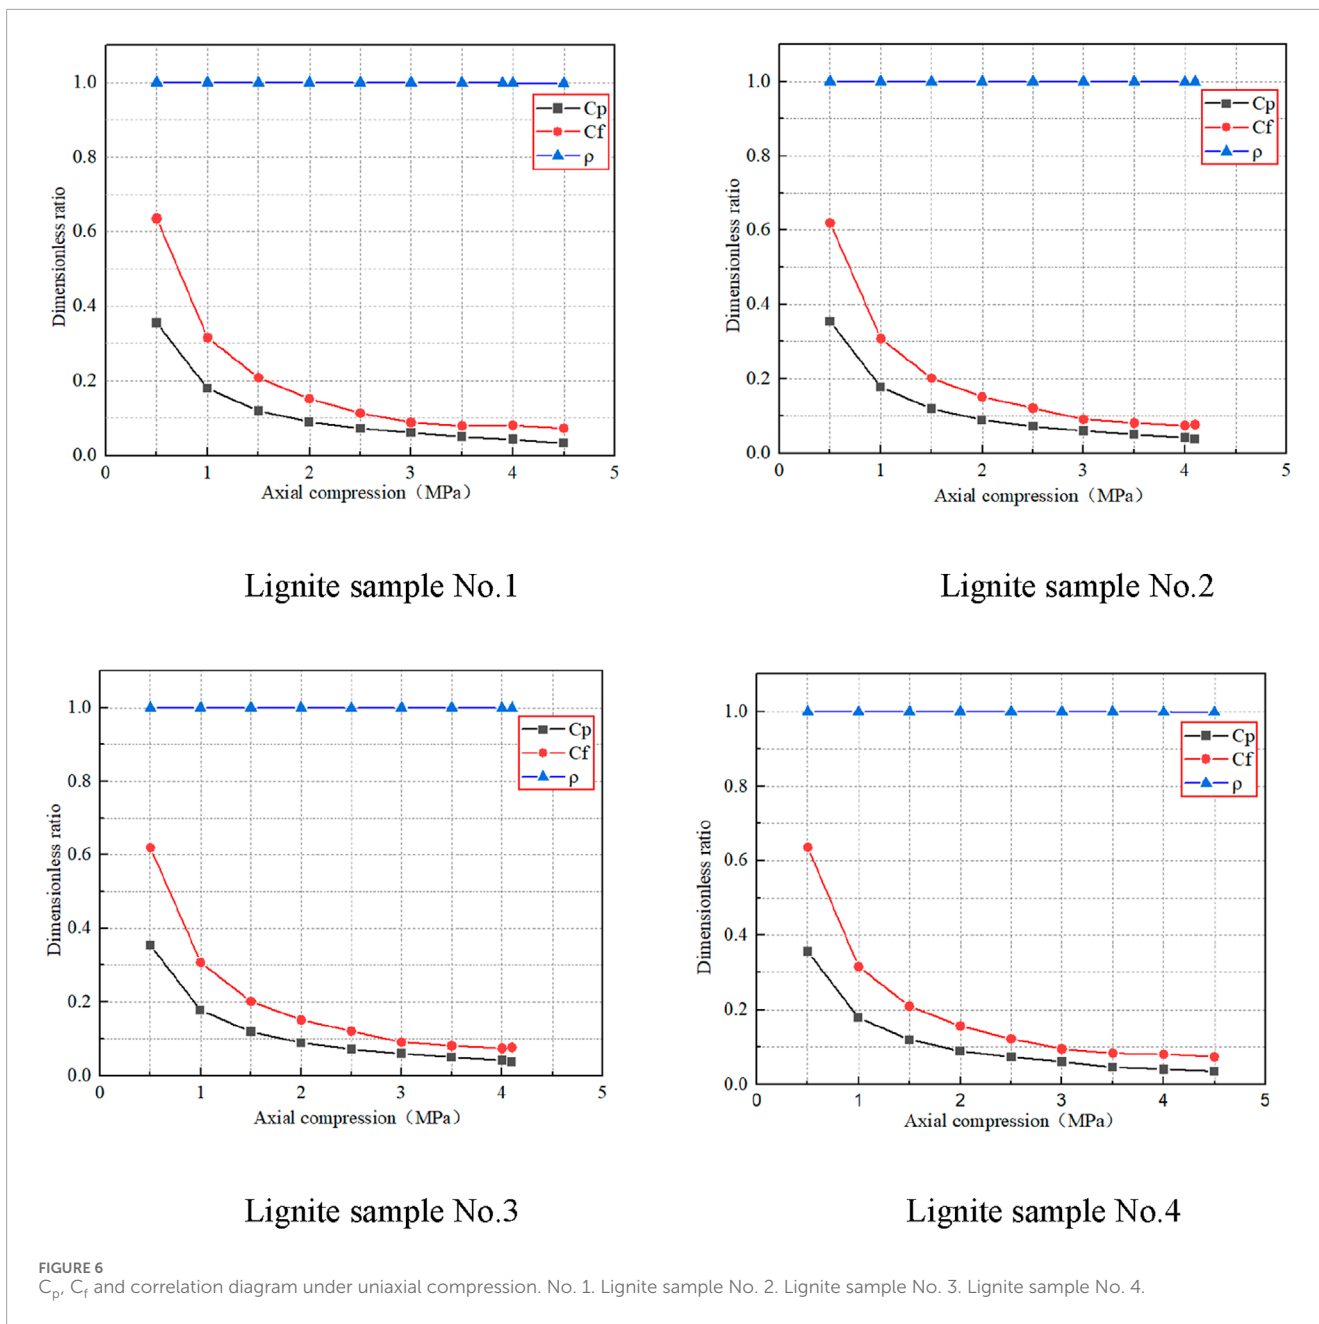 1.0
0.8
0.6
0.4
0.2
0.0
0 1 2 3 4 5
Dimensionless ratio
Axial compression（MPa）
Cp
Cf
ρ
Lignite sample No.1
1.0
0.8
0.6
0.4
0.2
0.0
0 1 2 3 4 5
Dimensionless ratio
Axial compression（MPa）
Cp
Cf
ρ
Lignite sample No.2
1.0
0.8
0.6
0.4
0.2
0.0
0 1 2 3 4 5
Dimensionless ratio
Axial compression（MPa）
Cp
Cf
ρ
Lignite sample No.3
1.0
0.8
0.6
0.4
0.2
0.0
0 1 2 3 4 5
Dimensionless ratio
Axial compression（MPa）
Cp
Cf
ρ
Lignite sample No.4
FIGURE 6
Cp, Cf and correlation diagram under uniaxial compression. No. 1. Lignite sample No. 2. Lignite sample No. 3. Lignite sample No. 4.